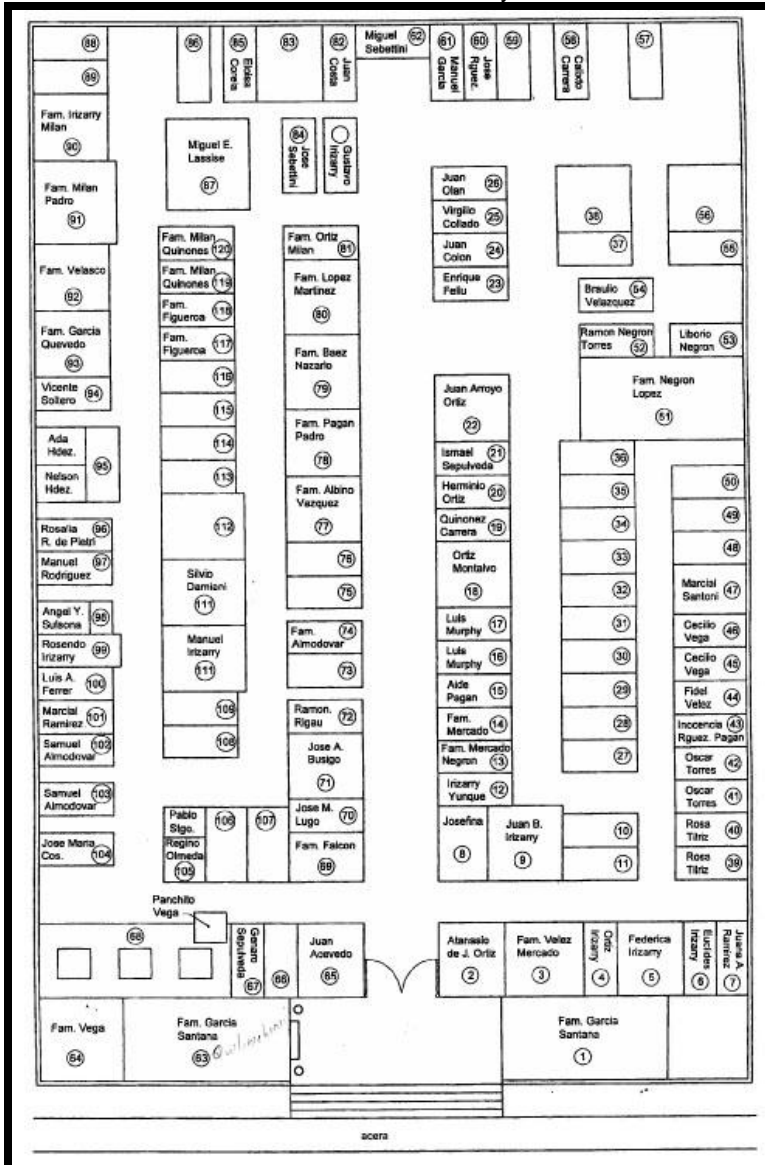 88
86
85
Eloisa
Coreia
83
82
Juan
Costa
Miguel
Sebettini
62
61
Manuel
Garcia
60
Jose
Rguez.
59
58
Calixto
Carrera
57
89
Fam. Irizarry
Milan
90
Miguel E.
Lassise
87
84
Jose
Sebettini
Gustavo
Irizarry
Fam. Milan
Padro
91
Juan
Olan
26
Virgilio
Collado
25
Juan
Colon
24
Enrique
Feliu
23
38
37
56
55
Fam. Velasco
92
Fam. Garcia
Quevedo
93
Vicente
Soltero
94
Fam. Milan
Quinones
120
Fam. Milan
Quinones
119
Fam.
Figueroa
118
Fam.
Figueroa
117
116
115
114
113
112
Silvio
Damiani
111
Manuel
Irizarry
111
109
108
Fam. Ortiz
Milan
81
Fam. Lopez
Martinez
80
Fam. Baez
Nazario
79
Fam. Pagan
Padro
78
Fam. Albino
Vazquez
77
76
75
Fam.
Almodovar
74
73
Ramon.
Rigau
72
Jose A.
Busigo
71
Jose M.
Lugo
70
Fam. Falcon
69
Braulio
Velazquez
54
Ramon Negron
Torres
52
Liborio
Negron
53
Fam. Negron
Lopez
51
Juan Arroyo
Ortiz
22
Ismael
Sepulveda
21
Herminio
Ortiz
20
Quinonez
Carrera
19
Ortiz
Montalvo
18
Luis
Murphy
17
Luis
Murphy
16
Aide
Pagan
15
Fam.
Mercado
14
Fam. Mercado
Negron
13
Irizarry
Yunque
12
Josefina
8
Juan B.
Irizarry
9
36
35
34
33
32
31
30
29
28
27
10
11
50
49
48
Marcial
Santoni
47
Cecilio
Vega
46
Cecilio
Vega
45
Fidel
Velez
44
Inocencia
Rguez. Pagan
43
Oscar
Torres
42
Oscar
Torres
41
Rosa
Titriz
40
Rosa
Titriz
39
Ada
Hdez.
Nelson
Hdez.
95
Rosalia
R. de Pietri
96
Manuel
Rodriguez
97
Angel Y.
Sulsona
98
Rosendo
Irizarry
99
Luis A.
Ferrer
100
Marcial
Ramirez
101
Samuel
Almodovar
102
Samuel
Almodovar
103
Jose Maria
Cos.
104
Pablo
Stgo.
Regino
Olmeda
105
106
107
Panchito
Vega
68
Genaro
Sepulveda
67
66
Juan
Acevedo
65
Atanasio
de J. Ortiz
2
Fam. Velez
Mercado
3
Ortiz
Irizarry
4
Federica
Irizarry
5
Euclides
Irizarry
6
Juana A.
Ramirez
7
Fam. Vega
64
Fam. Garcia
Santana
63
Fam. Garcia
Santana
1
acera